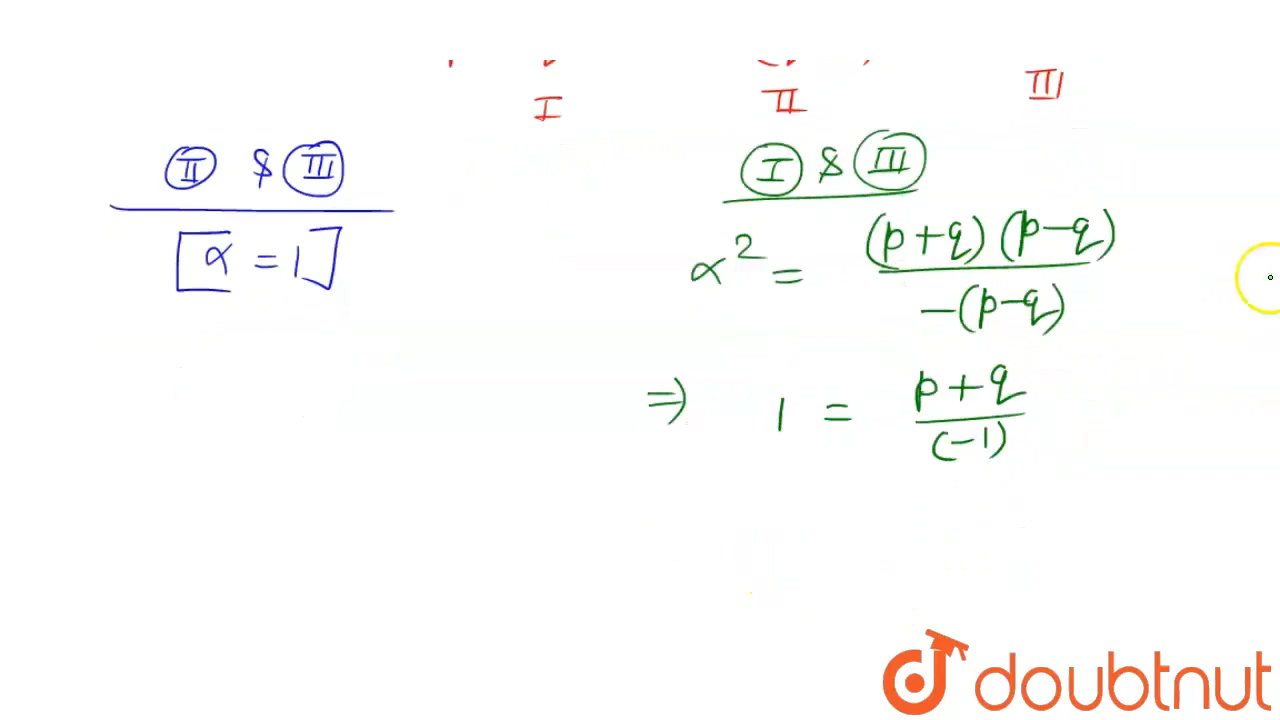 I II III
II & III
[α = 1]
I & III
α² = (p+q)(p-q) / -(p-q)
⇒ 1 = p+q / (-1)
doubtnut